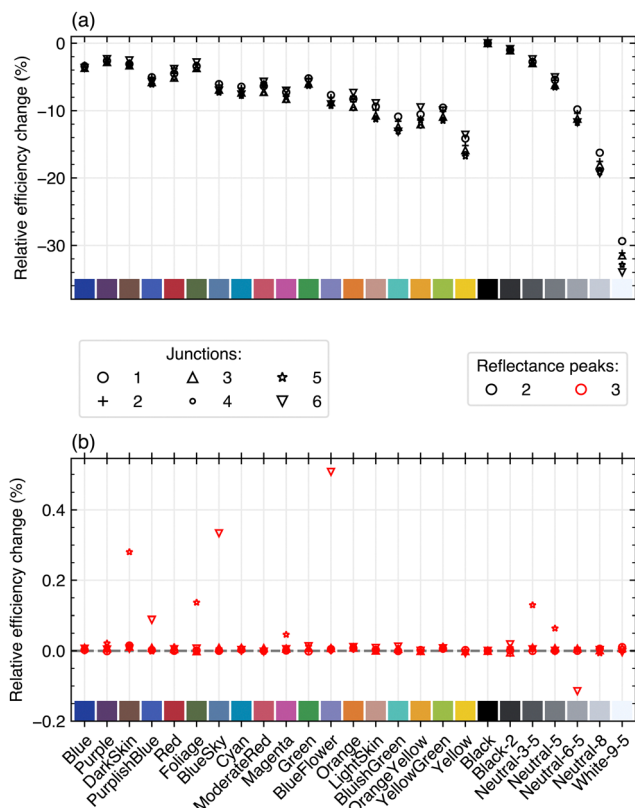 (a)
Relative efficiency change (%)
0
−10
−20
−30
Junctions:
1 3 5
2 4 6
Reflectance peaks:
2 3
(b)
Relative efficiency change (%)
0.4
0.2
0.0
−0.2
Blue
Purple
DarkSkin
PurplishBlue
Red
Foliage
BlueSky
Cyan
ModerateRed
Magenta
Green
BlueFlower
Orange
LightSkin
BluishGreen
OrangeYellow
YellowGreen
Yellow
Black
Black-2
Neutral-3-5
Neutral-5
Neutral-6-5
Neutral-8
White-9-5